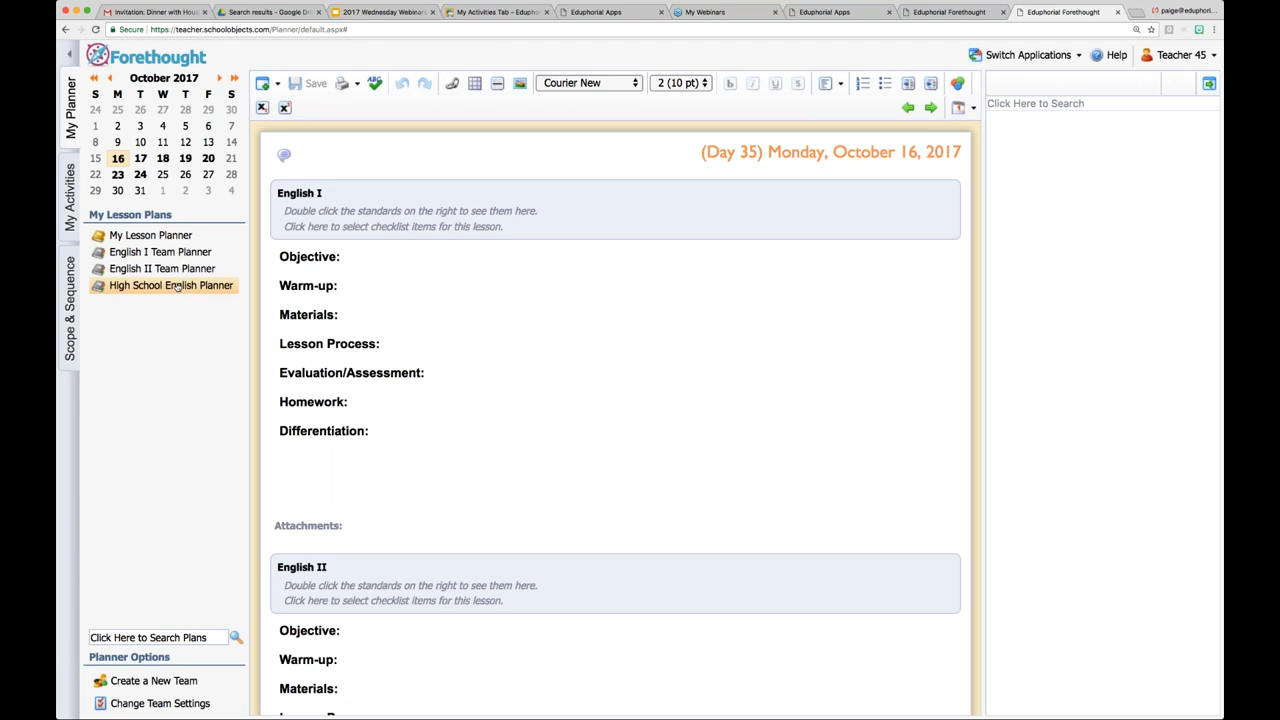 Invitation: Dinner with Hous
Search results - Google Dr
2017 Wednesday Webinar
My Activities Tab – Eduphor
Eduphorial Apps
My Webinars
Eduphorial Apps
Eduphorial Forethought
Eduphorial Forethought
paige@eduphori...
Secure
https://teacher.schoolobjects.com/Planner/default.aspx#
Forethought
Switch Applications
Help
Teacher 45
My Planner
My Activities
Scope & Sequence
October 2017
S M T W T F S
24 25 26 27 28 29 30
1 2 3 4 5 6 7
8 9 10 11 12 13 14
15 16 17 18 19 20 21
22 23 24 25 26 27 28
29 30 31 1 2 3 4
My Lesson Plans
My Lesson Planner
English I Team Planner
English II Team Planner
High School English Planner
Click Here to Search Plans
Planner Options
Create a New Team
Change Team Settings
Save
ABC
Courier New
2 (10 pt)
b i u s
Click Here to Search
(Day 35) Monday, October 16, 2017
English I
Double click the standards on the right to see them here.
Click here to select checklist items for this lesson.
Objective:
Warm-up:
Materials:
Lesson Process:
Evaluation/Assessment:
Homework:
Differentiation:
Attachments:
English II
Double click the standards on the right to see them here.
Click here to select checklist items for this lesson.
Objective:
Warm-up:
Materials: